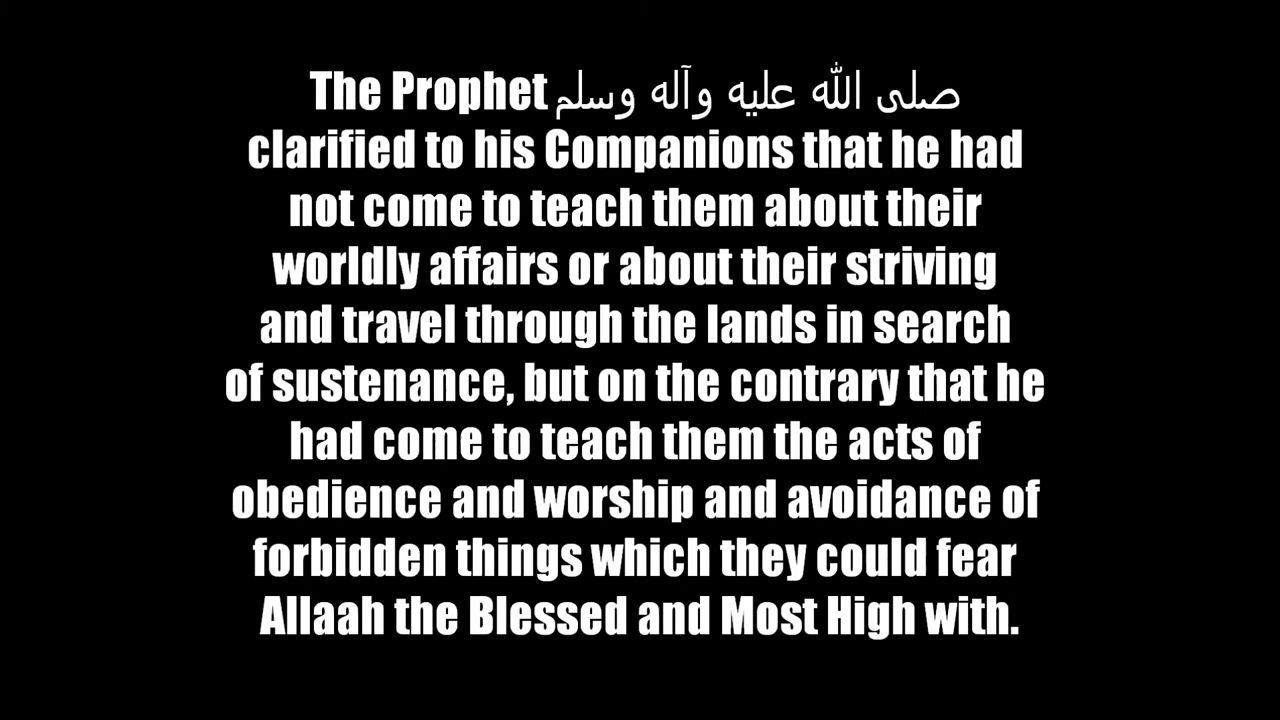 The Prophet صلى الله عليه وآله وسلم
clarified to his Companions that he had
not come to teach them about their
worldly affairs or about their striving
and travel through the lands in search
of sustenance, but on the contrary that he
had come to teach them the acts of
obedience and worship and avoidance of
forbidden things which they could fear
Allaah the Blessed and Most High with.